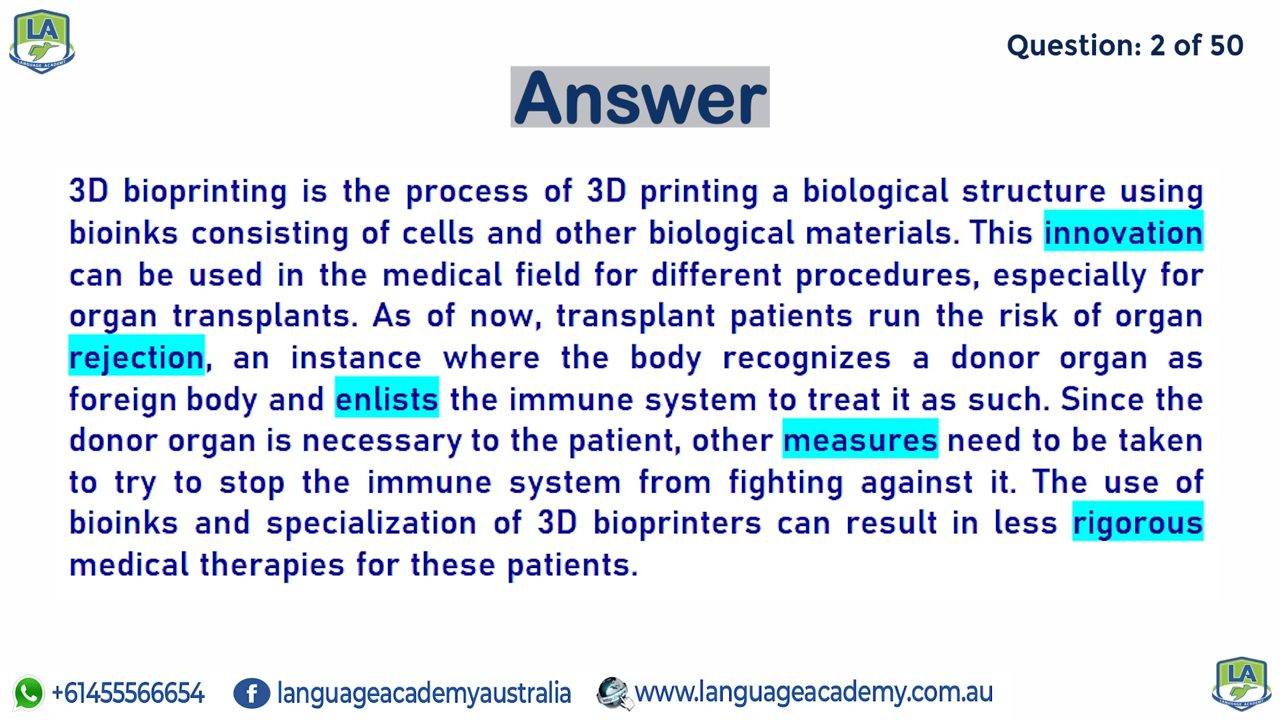 LA
LANGUAGE ACADEMY
Question: 2 of 50
Answer
3D bioprinting is the process of 3D printing a biological structure using
bioinks consisting of cells and other biological materials. This innovation
can be used in the medical field for different procedures, especially for
organ transplants. As of now, transplant patients run the risk of organ
rejection, an instance where the body recognizes a donor organ as
foreign body and enlists the immune system to treat it as such. Since the
donor organ is necessary to the patient, other measures need to be taken
to try to stop the immune system from fighting against it. The use of
bioinks and specialization of 3D bioprinters can result in less rigorous
medical therapies for these patients.
+61455566654 languageacademyaustralia www.languageacademy.com.au
LA
LANGUAGE ACADEMY